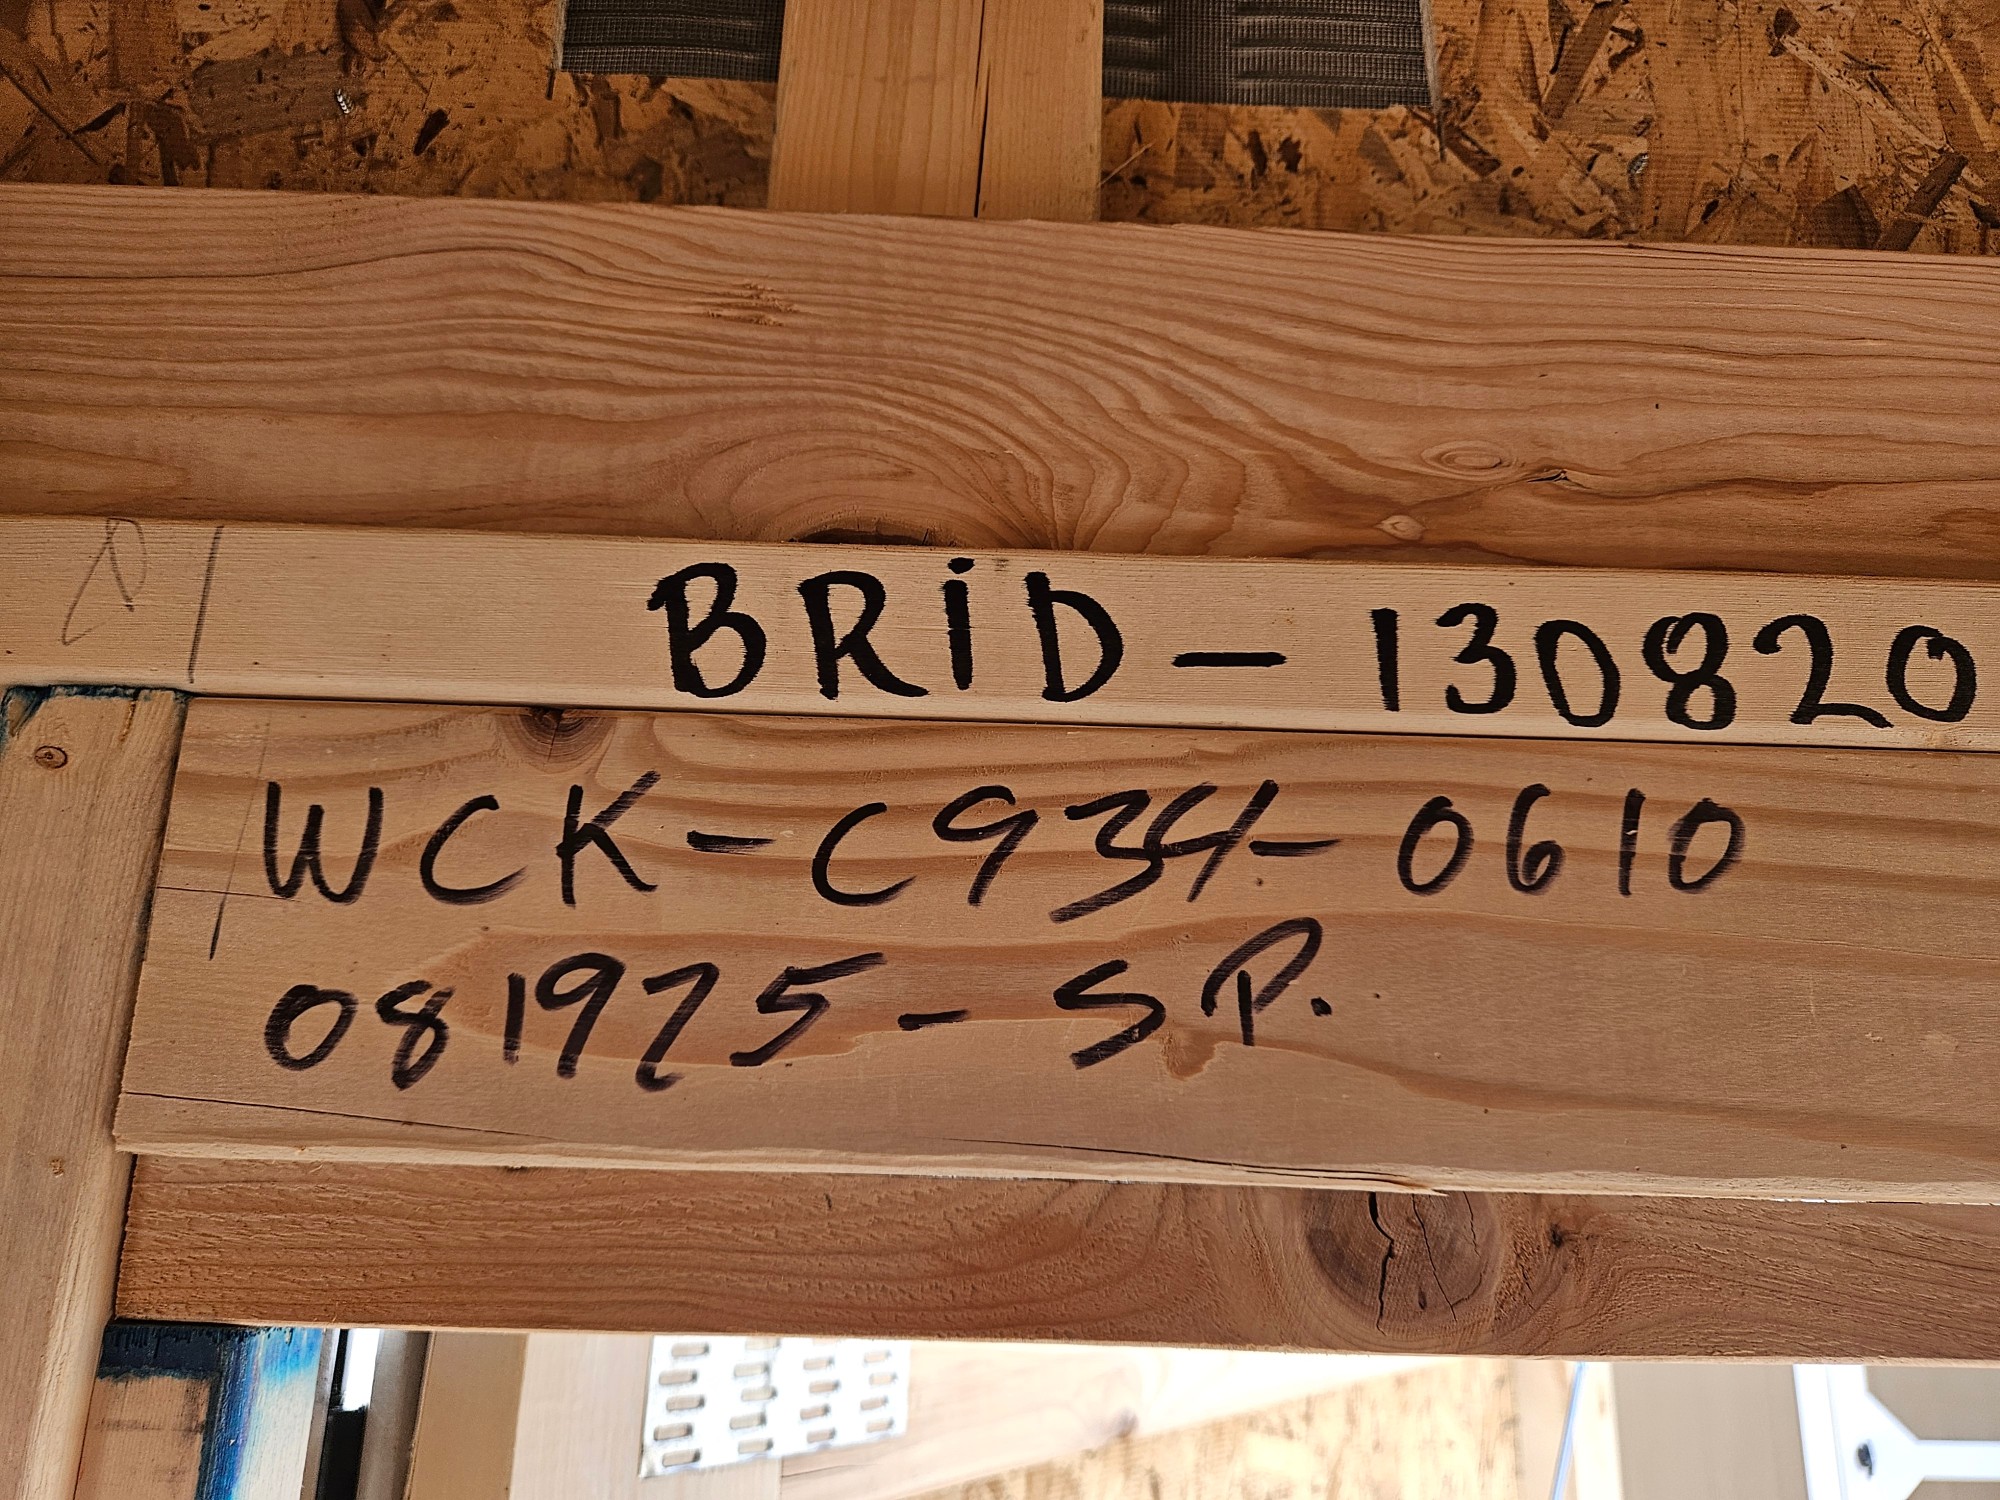 BRiD - 130820
WCK - C934 - 0610
081925 - SP.